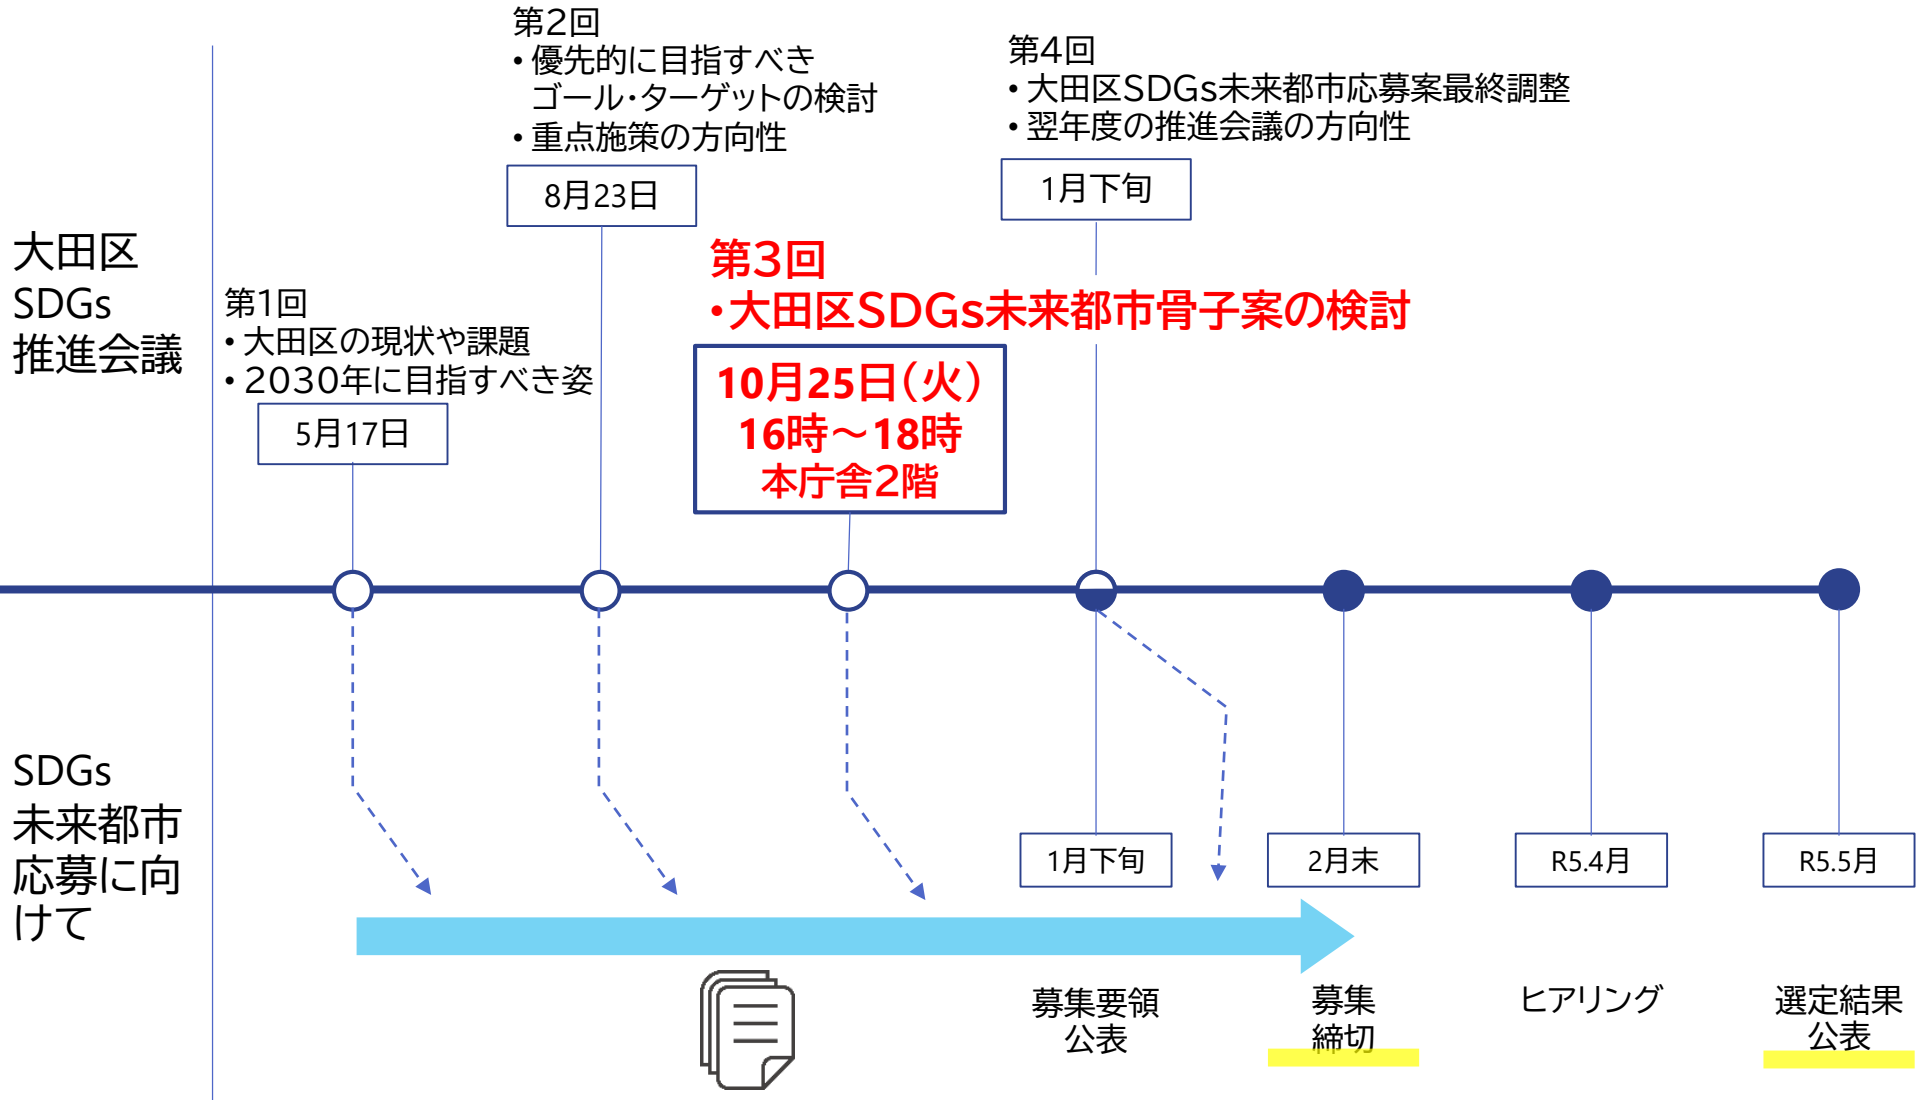 大田区
SDGs
推進会議
第1回
・大田区の現状や課題
・2030年に目指すべき姿
5月17日
第2回
・優先的に目指すべき
ゴール・ターゲットの検討
・重点施策の方向性
8月23日
第3回
・大田区SDGs未来都市骨子案の検討
10月25日(火)
16時～18時
本庁舎2階
第4回
・大田区SDGs未来都市応募案最終調整
・翌年度の推進会議の方向性
1月下旬
SDGs
未来都市
応募に向
けて
1月下旬
募集要領
公表
2月末
募集
締切
R5.4月
ヒアリング
R5.5月
選定結果
公表